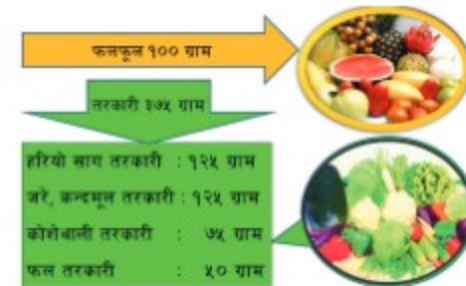 फलफूल १०० ग्राम
तरकारी ३७५ ग्राम
हरियो साग तरकारी : १२५ ग्राम
जरे, कन्दमूल तरकारी : १२५ ग्राम
कोशेबाली तरकारी : ७५ ग्राम
फल तरकारी : ५० ग्राम